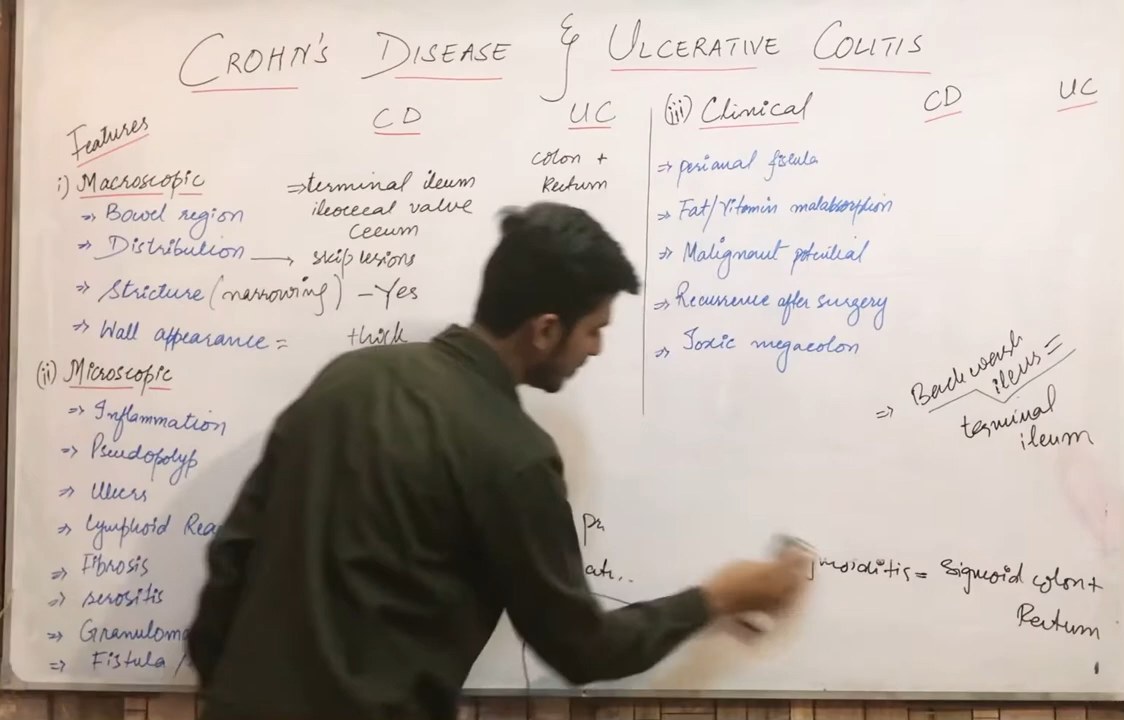 CROHN'S DISEASE & ULCERATIVE COLITIS
Features CD UC
i) Macroscopic
⇒ Bowel region
⇒ Distribution → skip lesions
⇒ Stricture (narrowing) - Yes
⇒ Wall appearance = thick
⇒ terminal ileum
ileocecal valve
Ceeum
Colon +
Rectum
(ii) Microscopic
⇒ Inflammation
⇒ Pseudopolyp
⇒ Ulcers
⇒ Lymphoid Rea
⇒ Fibrosis
⇒ serositis
⇒ Granuloma
⇒ Fistula /
(iii) Clinical CD UC
⇒ perianal fistula
⇒ Fat/Vitamin malabsorption
⇒ Malignant potential
⇒ Recurrence after surgery
⇒ Toxic megacolon
⇒ Backwash
ileus =
terminal
ileum
moiditis = Sigmoid colon +
Rectum